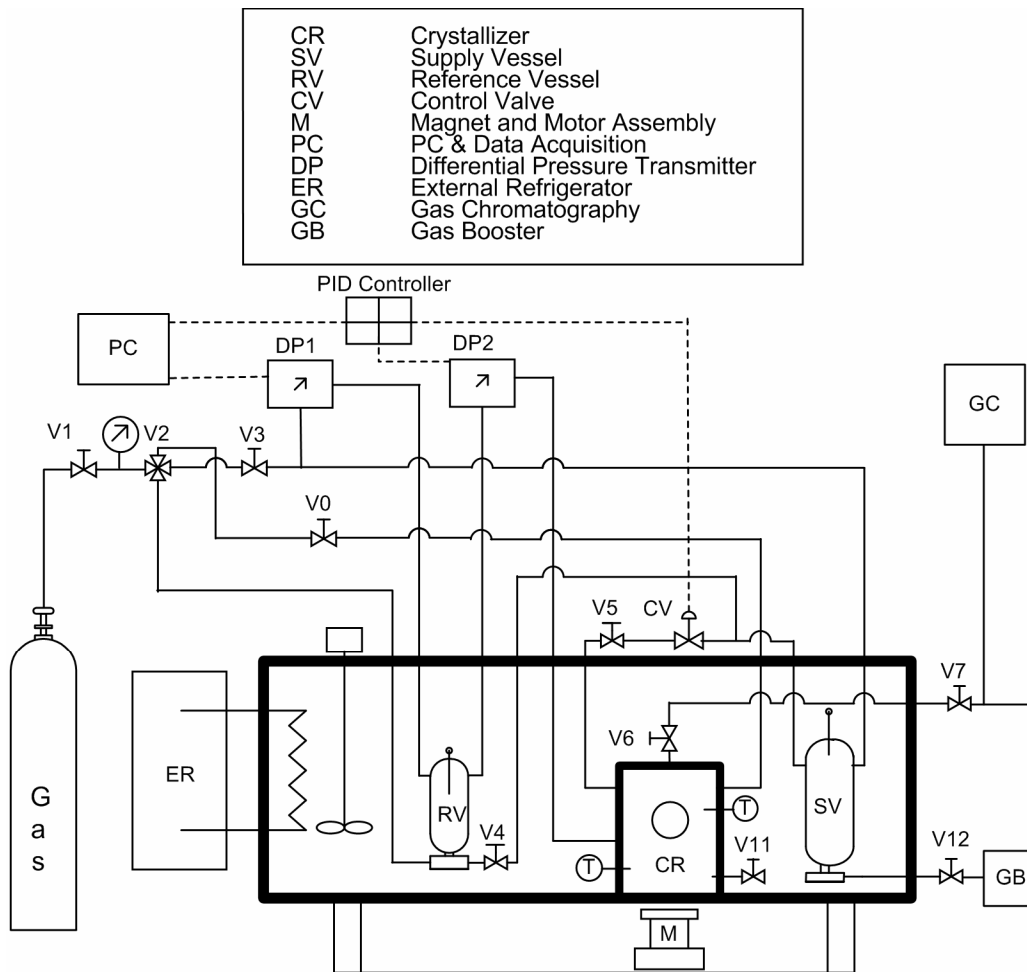 CR Crystallizer
SV Supply Vessel
RV Reference Vessel
CV Control Valve
M Magnet and Motor Assembly
PC PC & Data Acquisition
DP Differential Pressure Transmitter
ER External Refrigerator
GC Gas Chromatography
GB Gas Booster
PID Controller
PC
DP1
DP2
GC
V1
V2
V3
V0
V5
CV
V7
V6
Gas
ER
RV
V4
T
SV
T
CR
V11
V12
GB
M